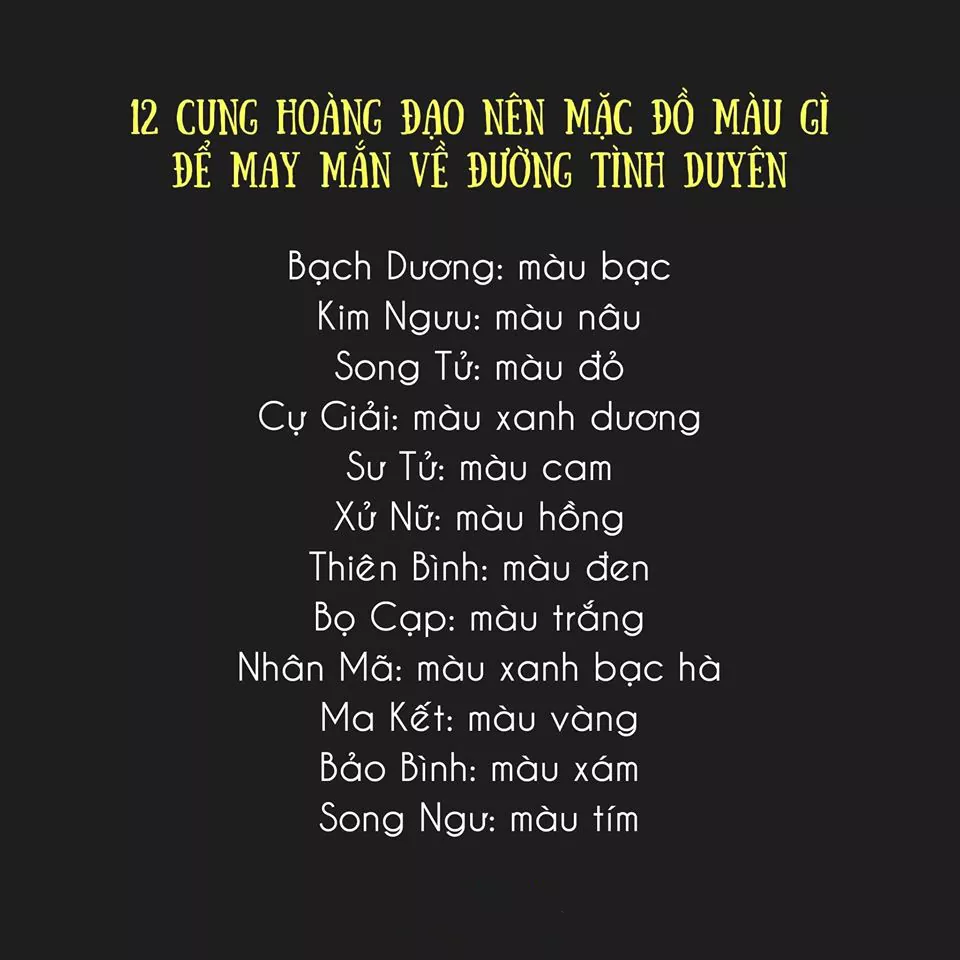 12 CUNG HOÀNG ĐẠO NÊN MẶC ĐỒ MÀU GÌ
ĐỂ MAY MẮN VỀ ĐƯỜNG TÌNH DUYÊN
Bạch Dương: màu bạc
Kim Ngưu: màu nâu
Song Tử: màu đỏ
Cự Giải: màu xanh dương
Sư Tử: màu cam
Xử Nữ: màu hồng
Thiên Bình: màu đen
Bọ Cạp: màu trắng
Nhân Mã: màu xanh bạc hà
Ma Kết: màu vàng
Bảo Bình: màu xám
Song Ngư: màu tím